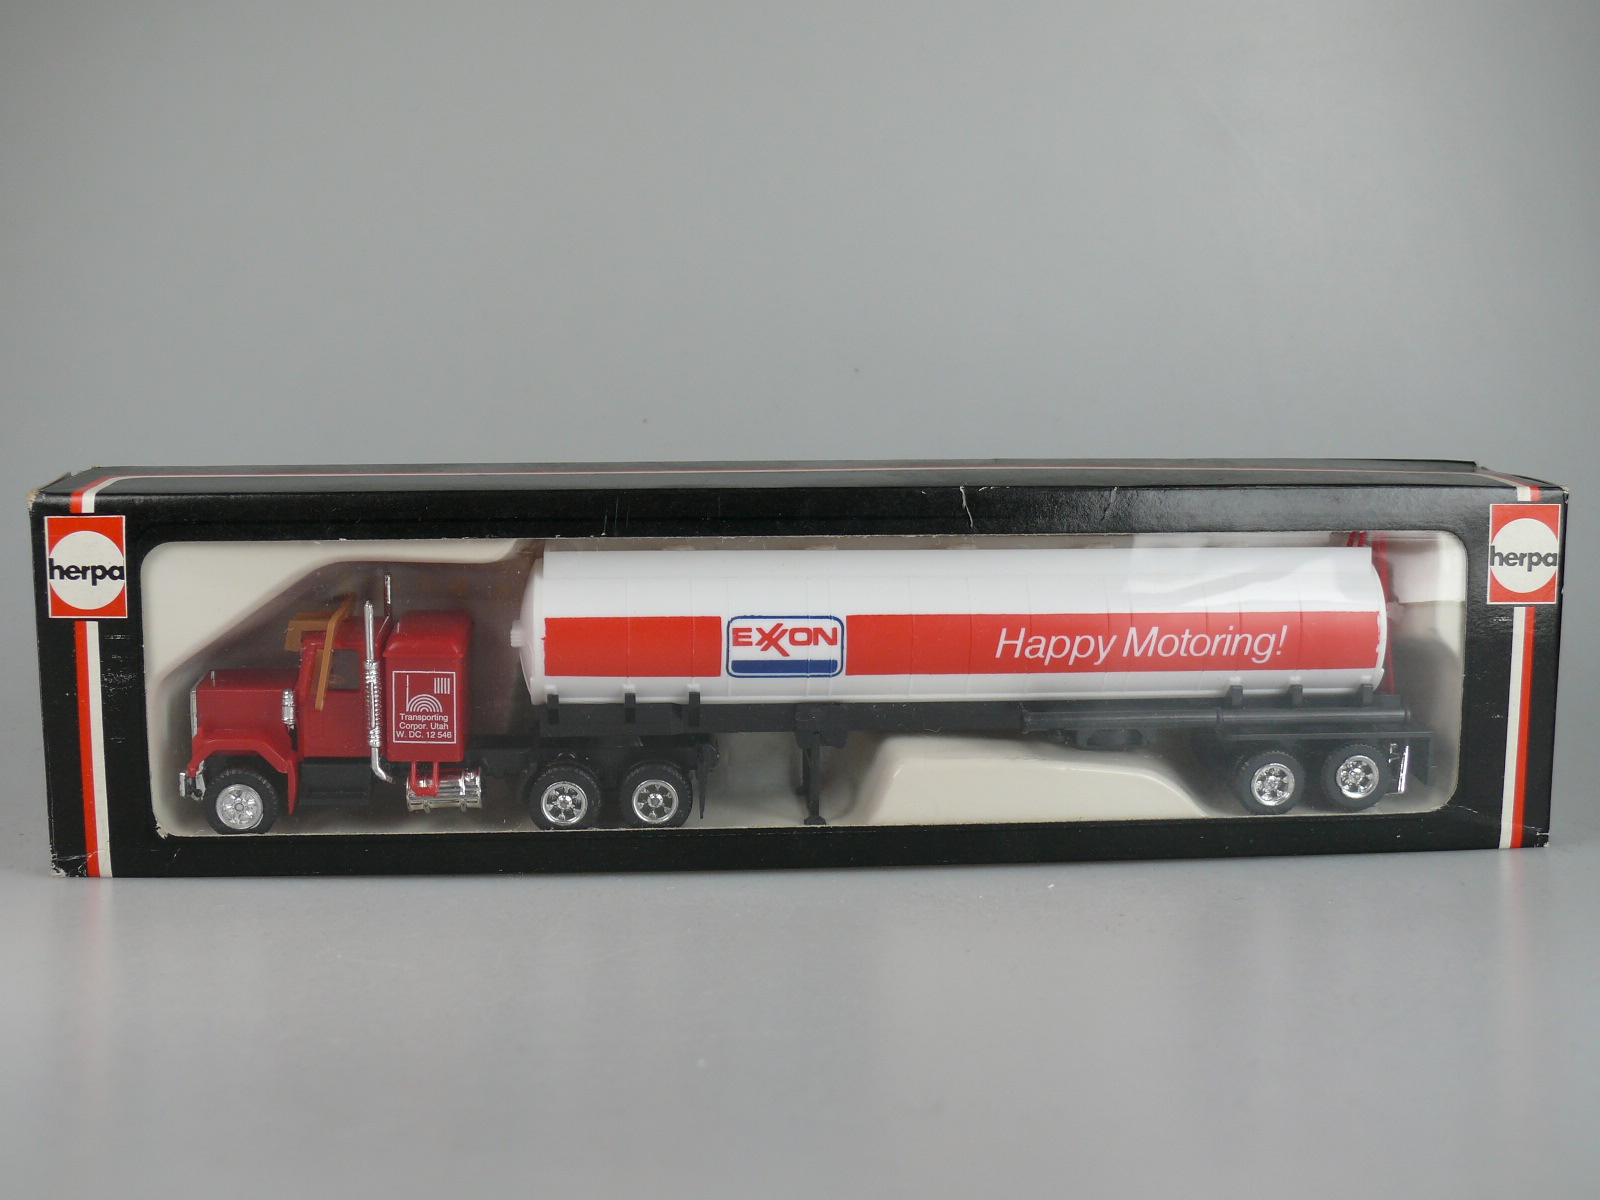 herpa
herpa
EXXON
Happy Motoring!
Transporting
Corpor. Utah
W. DC. 12 546